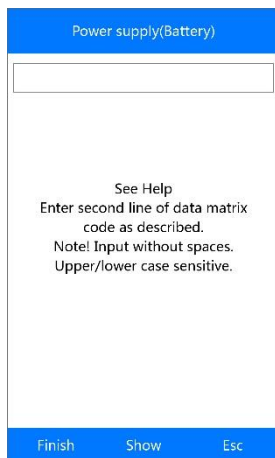 Power supply(Battery)
See Help
Enter second line of data matrix
code as described.
Note! Input without spaces.
Upper/lower case sensitive.
Finish Show Esc